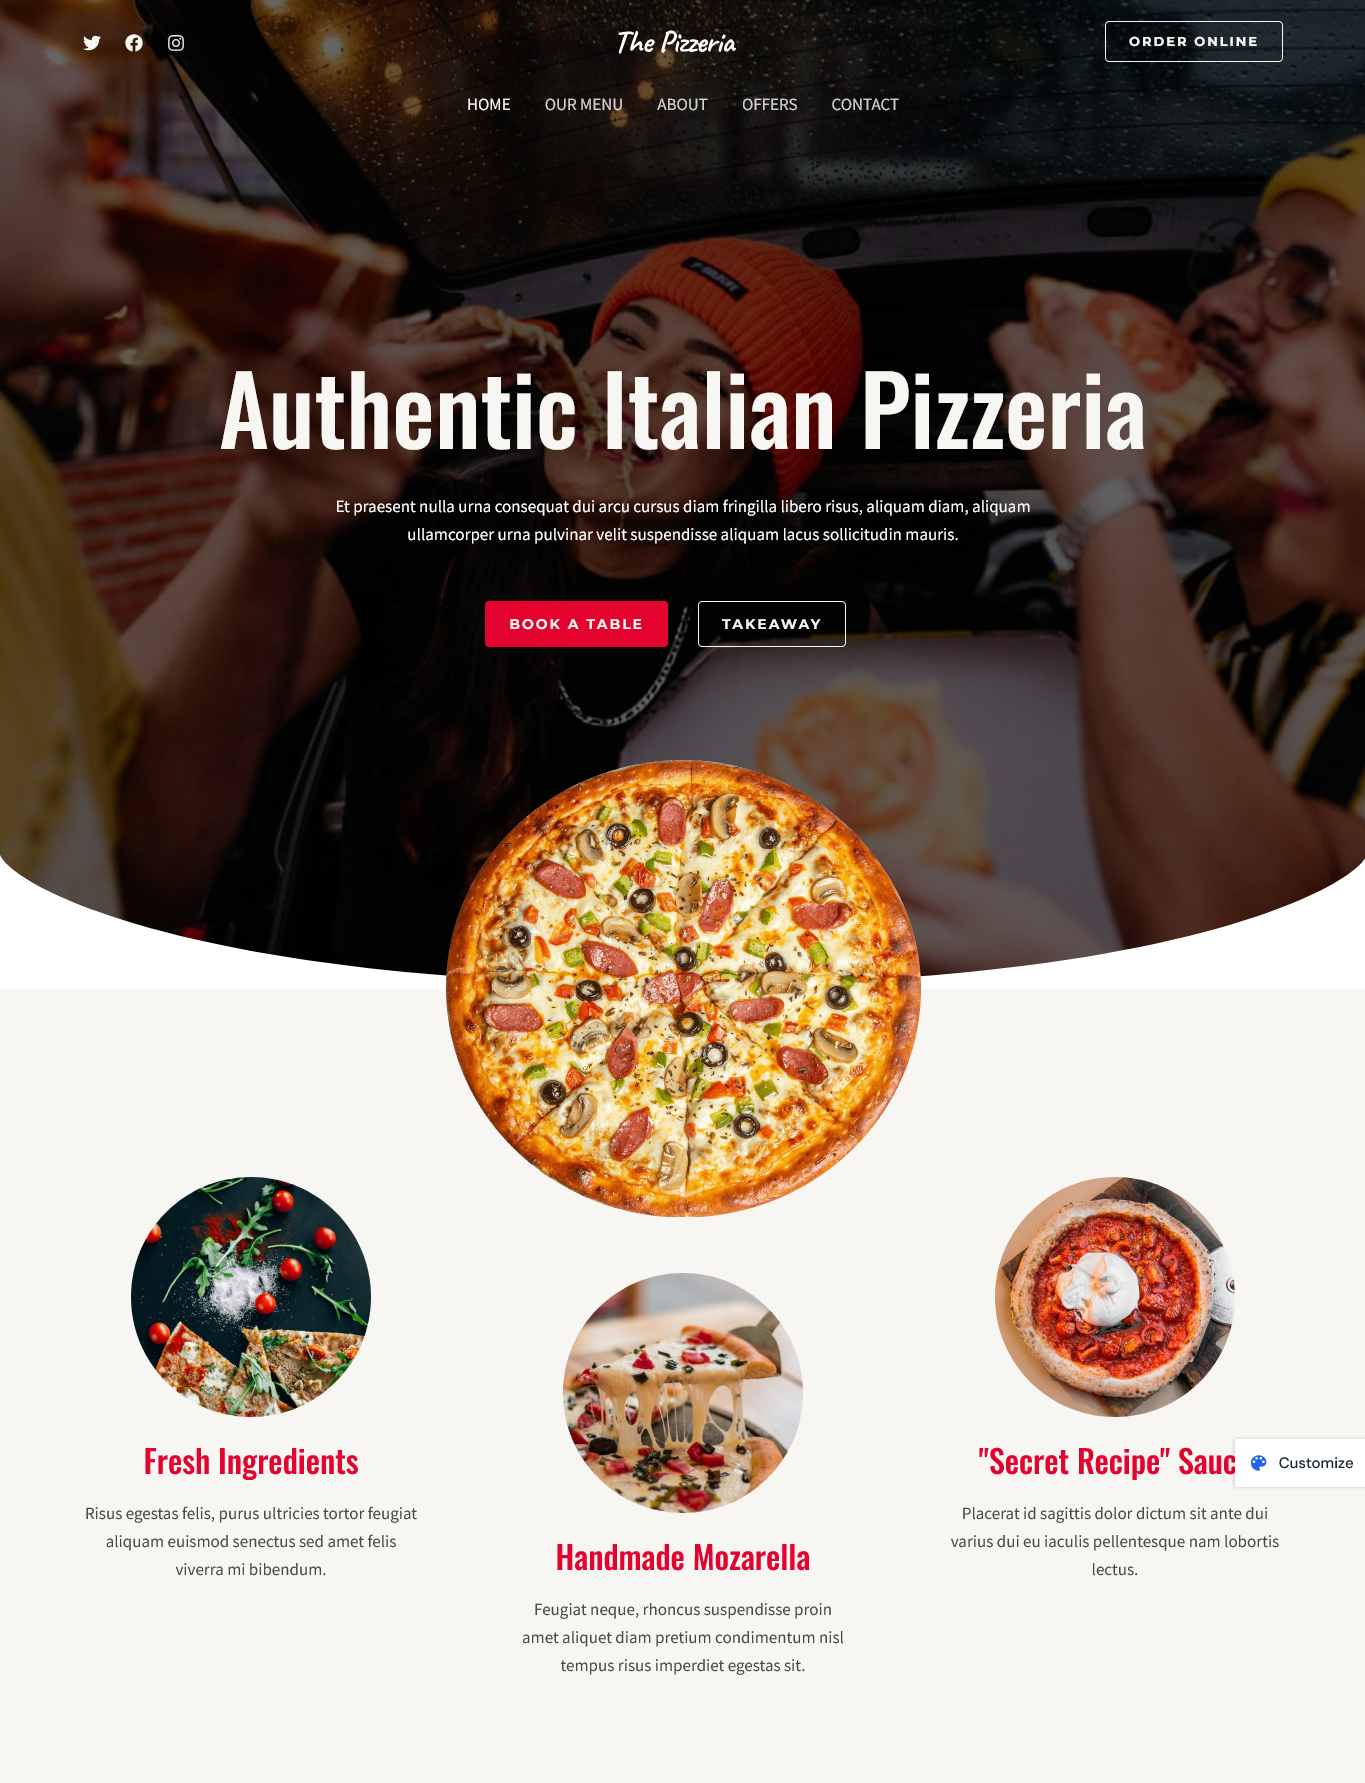 The Pizzeria
ORDER ONLINE
HOME OUR MENU ABOUT OFFERS CONTACT
Authentic Italian Pizzeria
Et praesent nulla urna consequat dui arcu cursus diam fringilla libero risus, aliquam diam, aliquam
ullamcorper urna pulvinar velit suspendisse aliquam lacus sollicitudin mauris.
BOOK A TABLE
TAKEAWAY
Fresh Ingredients
Risus egestas felis, purus ultricies tortor feugiat
aliquam euismod senectus sed amet felis
viverra mi bibendum.
Handmade Mozarella
Feugiat neque, rhoncus suspendisse proin
amet aliquet diam pretium condimentum nisl
tempus risus imperdiet egestas sit.
"Secret Recipe" Sauc
Placerat id sagittis dolor dictum sit ante dui
varius dui eu iaculis pellentesque nam lobortis
lectus.
Customize